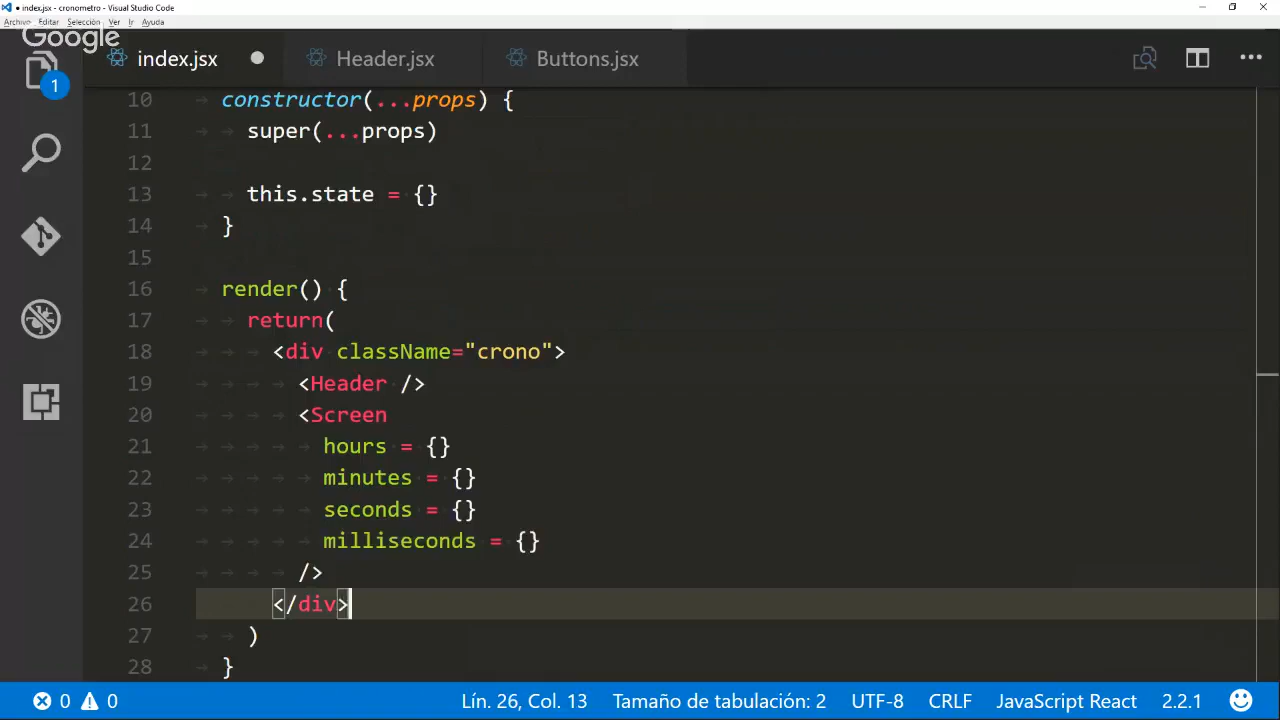 ● index.jsx - cronometro - Visual Studio Code
Archivo Editar Selección Ver Ir Ayuda
Google
index.jsx Header.jsx Buttons.jsx
1
10 constructor(...props) {
11 super(...props)
12
13 this.state = {}
14 }
15
16 render() {
17 return(
18 <div className="crono">
19 <Header />
20 <Screen
21 hours = {}
22 minutes = {}
23 seconds = {}
24 milliseconds = {}
25 />
26 </div>
27 )
28 }
0 0 Lín. 26, Col. 13 Tamaño de tabulación: 2 UTF-8 CRLF JavaScript React 2.2.1